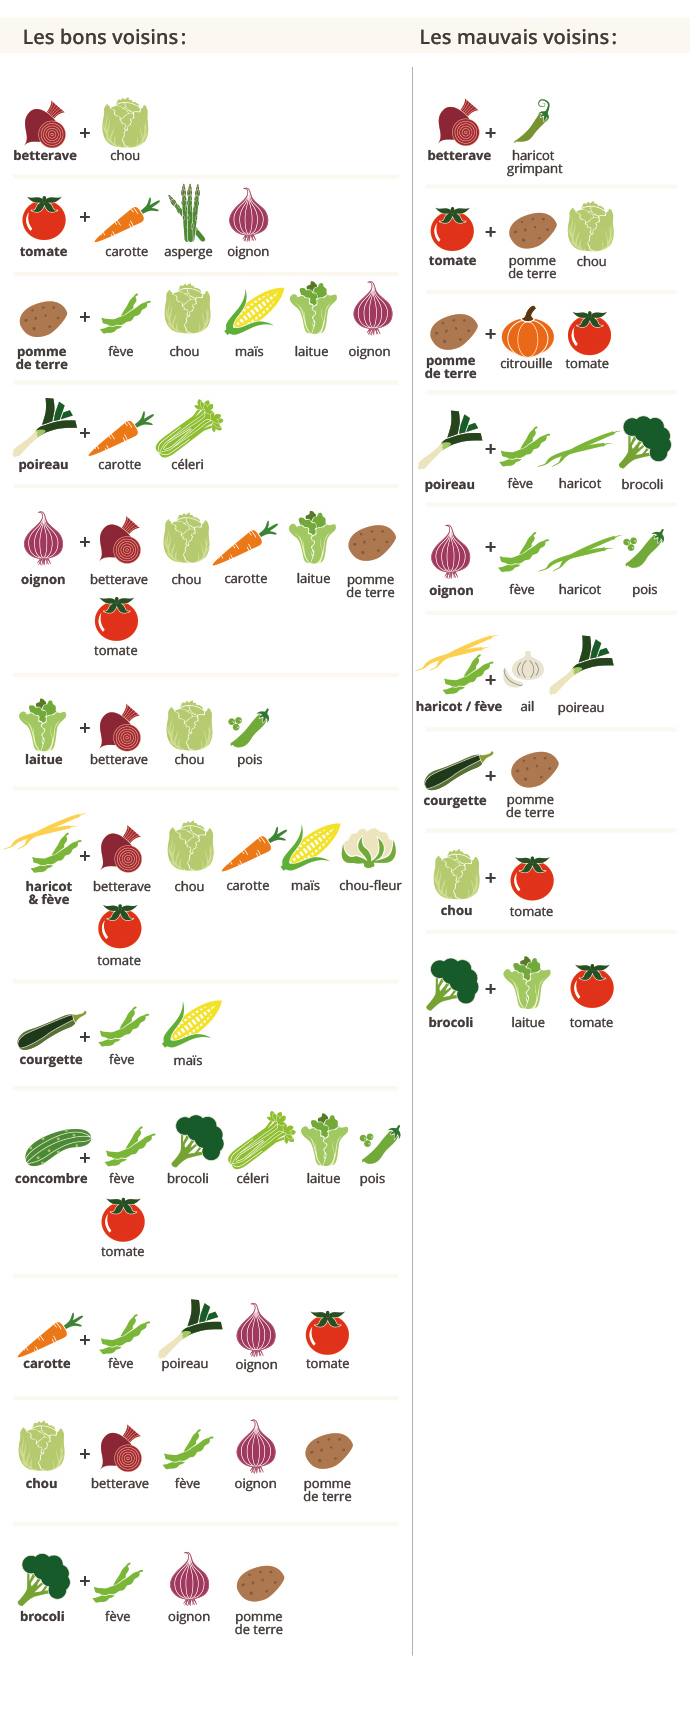 Les bons voisins :
betterave + chou
tomate + carotte asperge oignon
pomme de terre + fève chou maïs laitue oignon
poireau + carotte céleri
oignon + betterave chou carotte laitue pomme de terre
tomate
laitue + betterave chou pois
haricot & fève + betterave chou carotte maïs chou-fleur
tomate
courgette + fève maïs
concombre + fève brocoli céleri laitue pois
tomate
carotte + fève poireau oignon tomate
chou + betterave fève oignon pomme de terre
brocoli + fève oignon pomme de terre
Les mauvais voisins :
betterave + haricot grimpant
tomate + pomme de terre chou
pomme de terre + citrouille tomate
poireau + fève haricot brocoli
oignon + fève haricot pois
haricot / fève + ail poireau
courgette + pomme de terre
chou + tomate
brocoli + laitue tomate